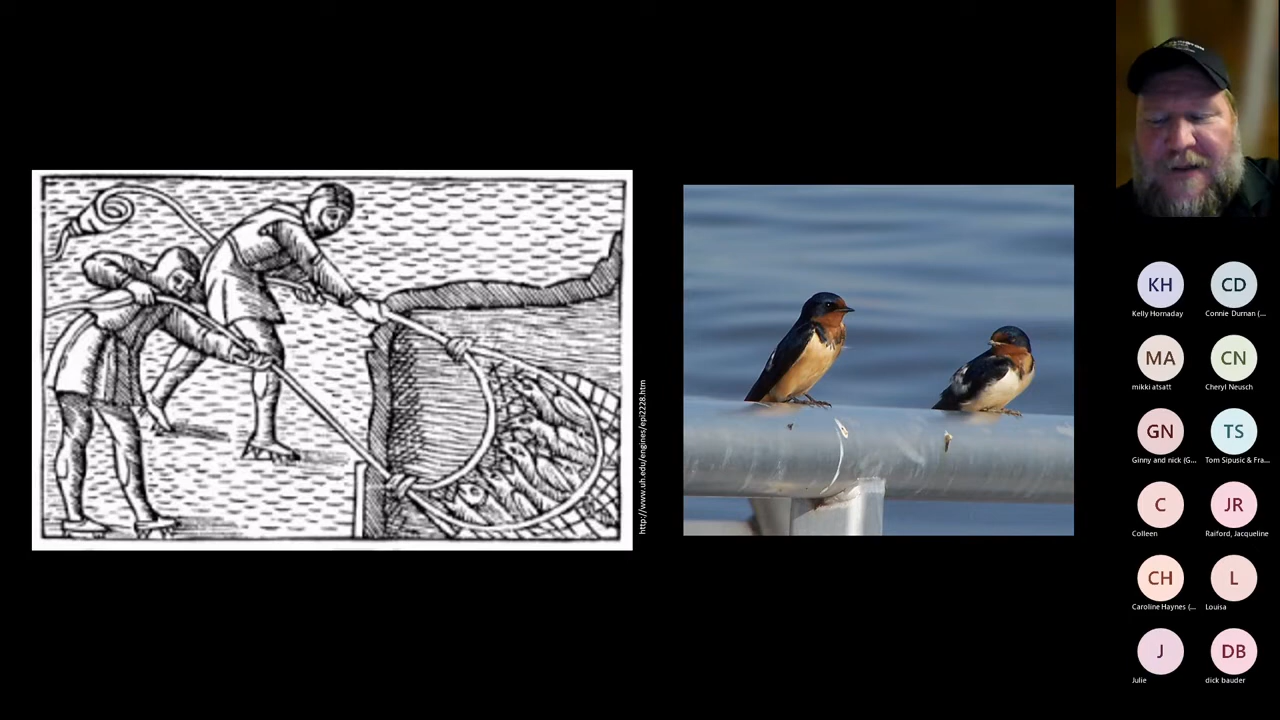 http://www.uh.edu/engines/epi2228.htm
KH
CD
Kelly Hornaday
Connie Durnan (...
MA
CN
mikki atsatt
Cheryl Neusch
GN
TS
Ginny and nick (G...
Tom Sipusic & Fra...
C
JR
Colleen
Raiford, Jacqueline
CH
L
Caroline Haynes (...
Louisa
J
DB
Julie
dick bauder